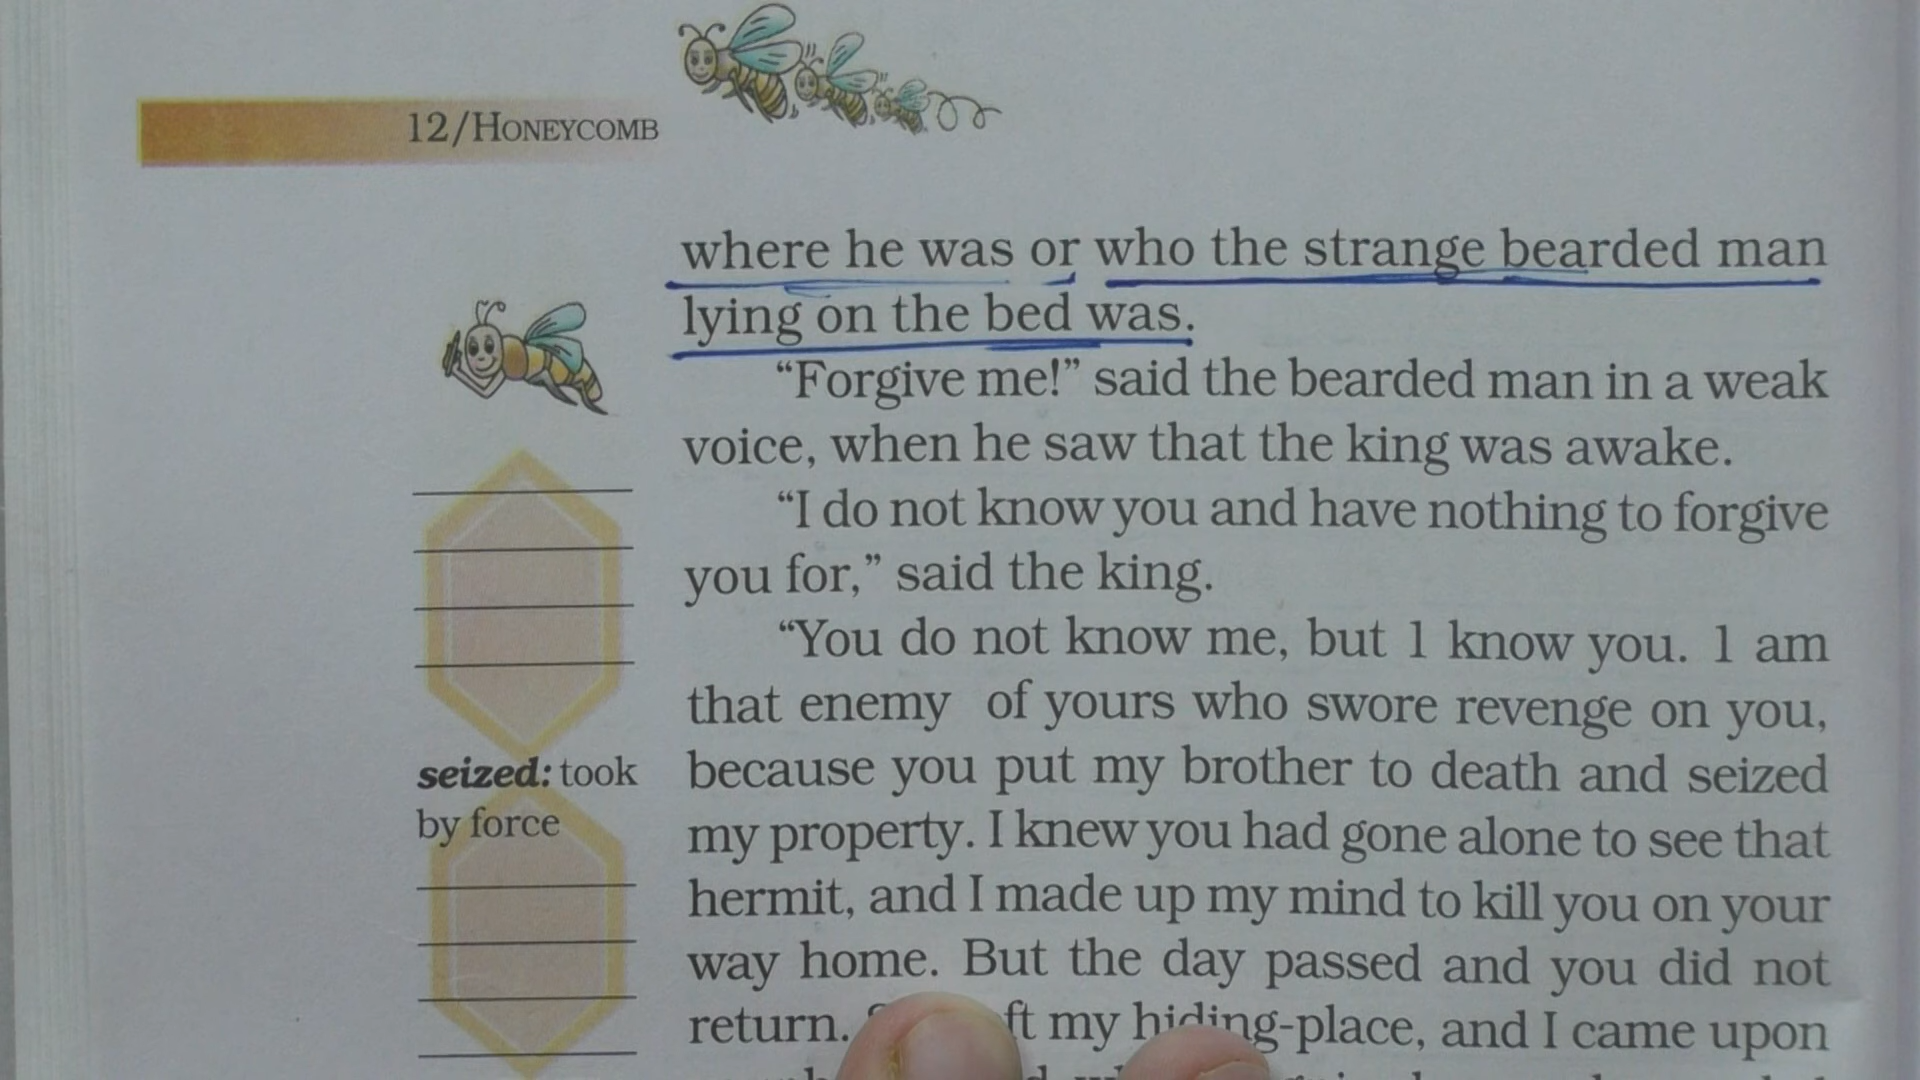 12/HONEYCOMB
where he was or who the strange bearded man
lying on the bed was.
“Forgive me!” said the bearded man in a weak
voice, when he saw that the king was awake.
“I do not know you and have nothing to forgive
you for,” said the king.
“You do not know me, but 1 know you. 1 am
that enemy of yours who swore revenge on you,
because you put my brother to death and seized
my property. I knew you had gone alone to see that
hermit, and I made up my mind to kill you on your
way home. But the day passed and you did not
return. my hiding-place, and I came upon
seized: took
by force